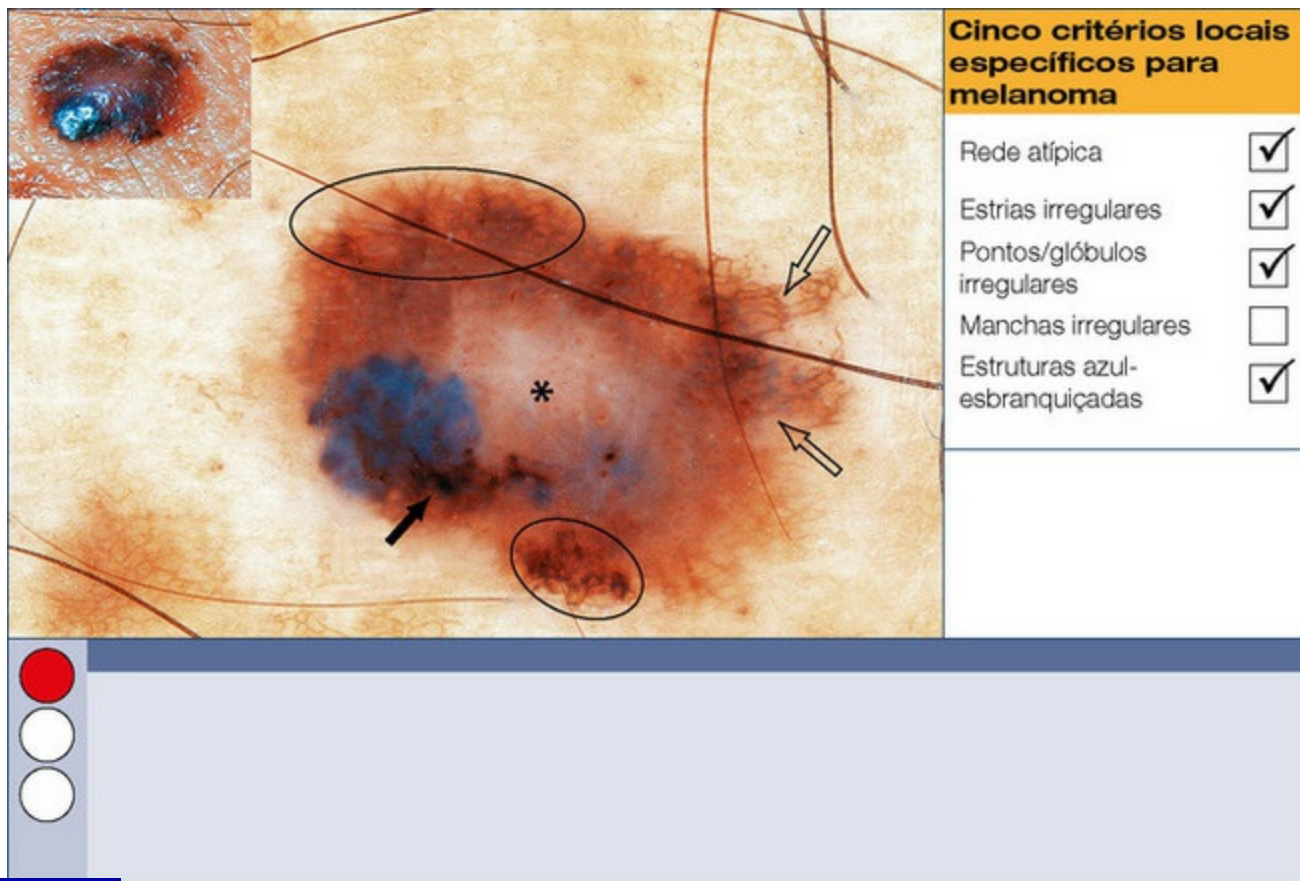 Cinco critérios locais
específicos para
melanoma
Rede atípica
Estrias irregulares
Pontos/glóbulos
irregulares
Manchas irregulares
Estruturas azul-
esbranquiçadas
*